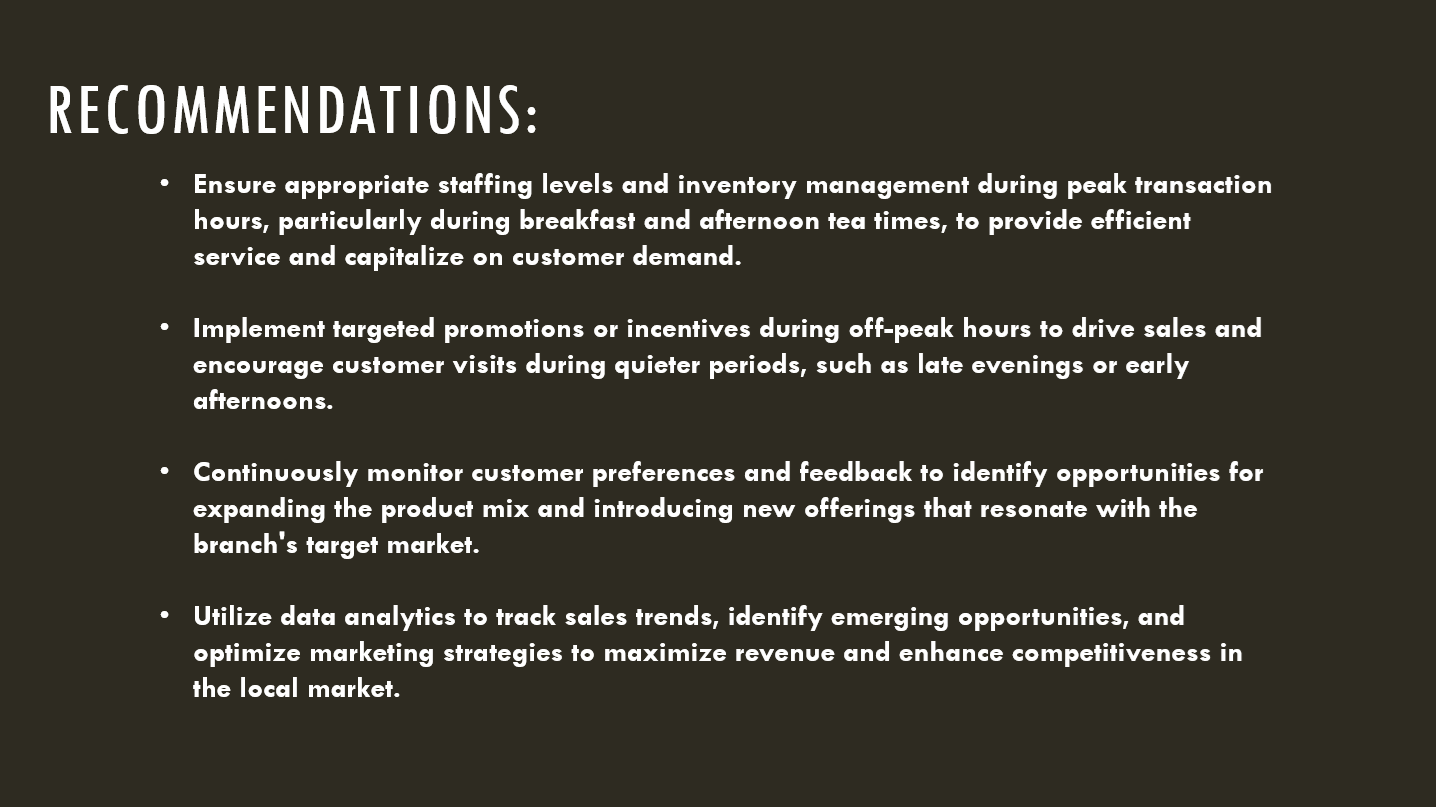 RECOMMENDATIONS:
• Ensure appropriate staffing levels and inventory management during peak transaction
hours, particularly during breakfast and afternoon tea times, to provide efficient
service and capitalize on customer demand.
• Implement targeted promotions or incentives during off-peak hours to drive sales and
encourage customer visits during quieter periods, such as late evenings or early
afternoons.
• Continuously monitor customer preferences and feedback to identify opportunities for
expanding the product mix and introducing new offerings that resonate with the
branch's target market.
• Utilize data analytics to track sales trends, identify emerging opportunities, and
optimize marketing strategies to maximize revenue and enhance competitiveness in
the local market.